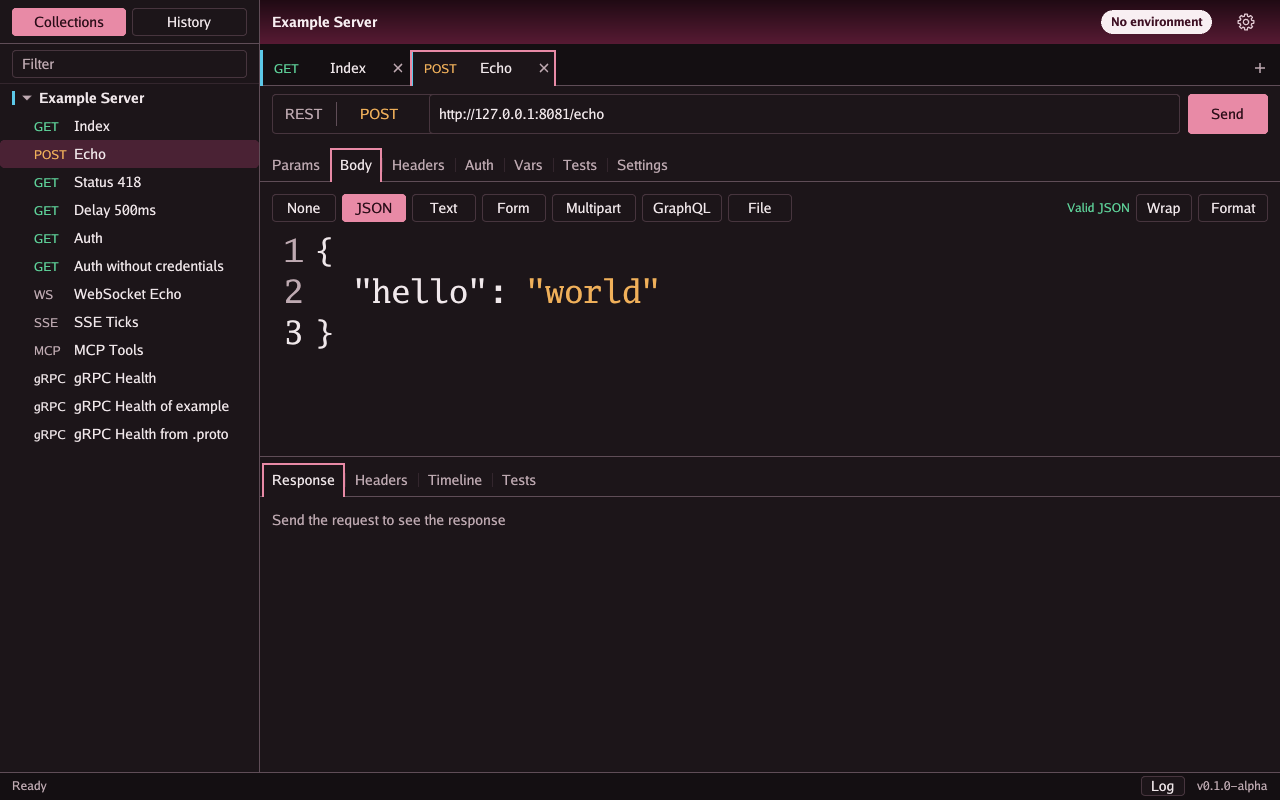 Collections History
Example Server
No environment
Filter
GET Index
POST Echo
Example Server
GET Index
POST Echo
GET Status 418
GET Delay 500ms
GET Auth
GET Auth without credentials
WS WebSocket Echo
SSE SSE Ticks
MCP MCP Tools
gRPC gRPC Health
gRPC gRPC Health of example
gRPC gRPC Health from .proto
REST POST http://127.0.0.1:8081/echo Send
Params Body Headers Auth Vars Tests Settings
None JSON Text Form Multipart GraphQL File Valid JSON Wrap Format
1 {
2 "hello": "world"
3 }
Response Headers Timeline Tests
Send the request to see the response
Ready Log v0.1.0-alpha